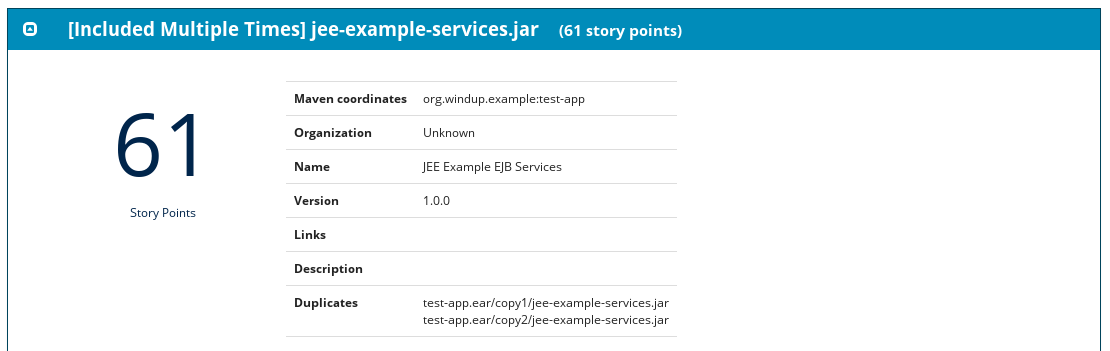 [Included Multiple Times] jee-example-services.jar (61 story points)
61
Story Points
Maven coordinates org.windup.example:test-app
Organization Unknown
Name JEE Example EJB Services
Version 1.0.0
Links
Description
Duplicates test-app.ear/copy1/jee-example-services.jar
test-app.ear/copy2/jee-example-services.jar